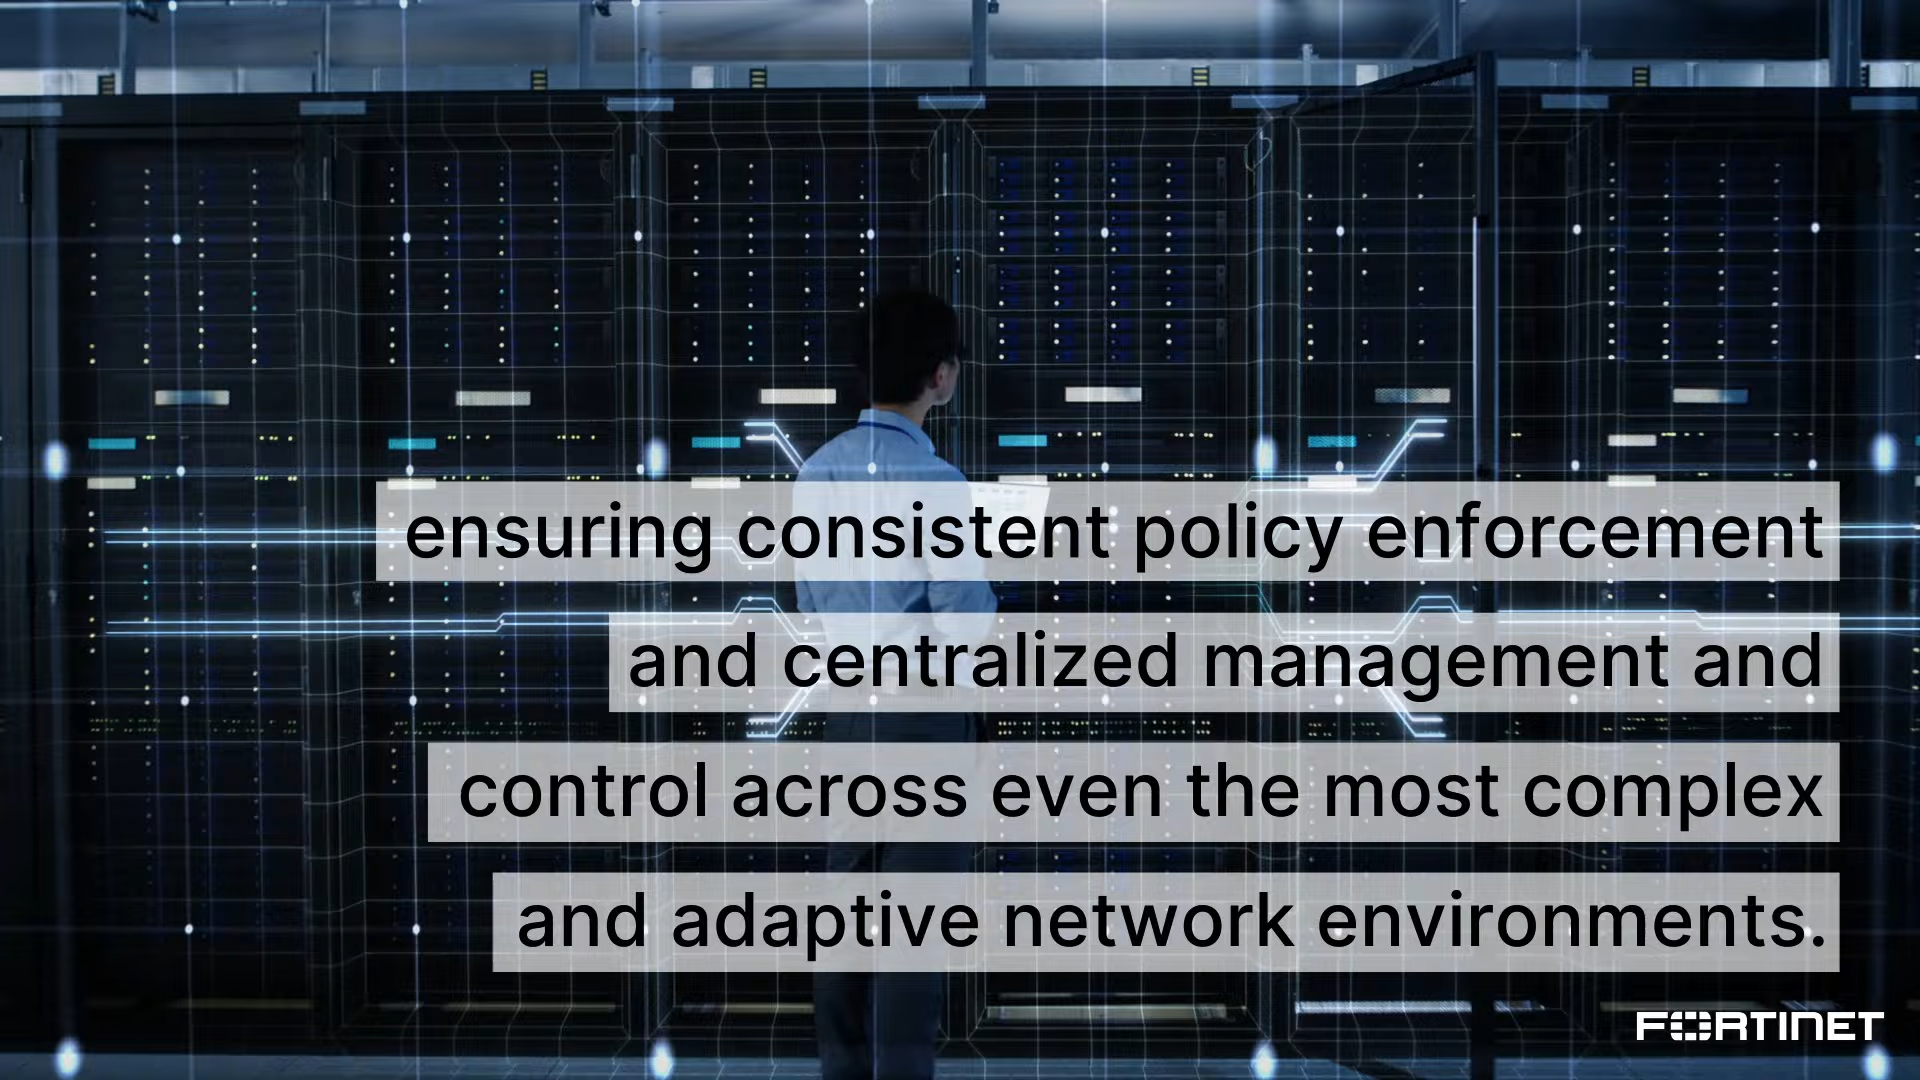 ensuring consistent policy enforcement
and centralized management and
control across even the most complex
and adaptive network environments.
FORTINET